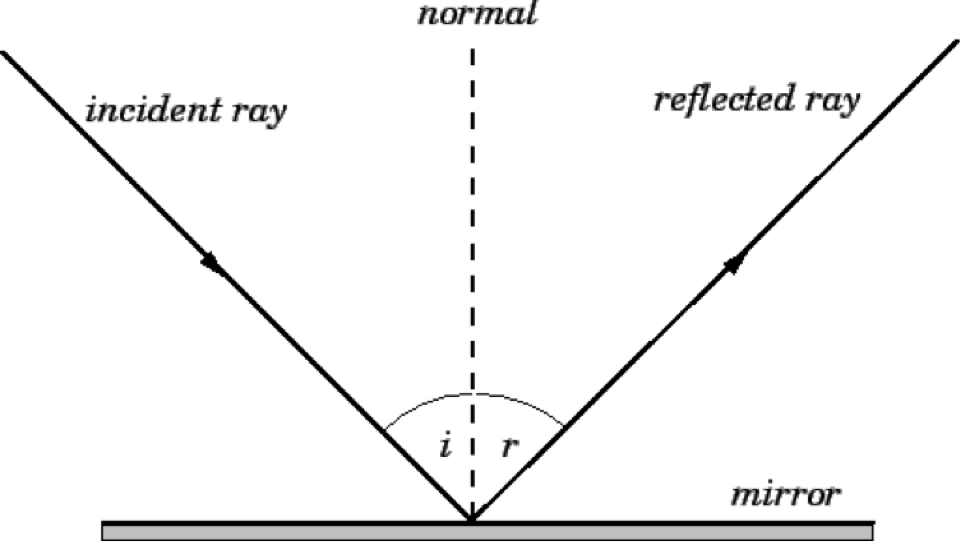 normal
incident ray
reflected ray
i
r
mirror